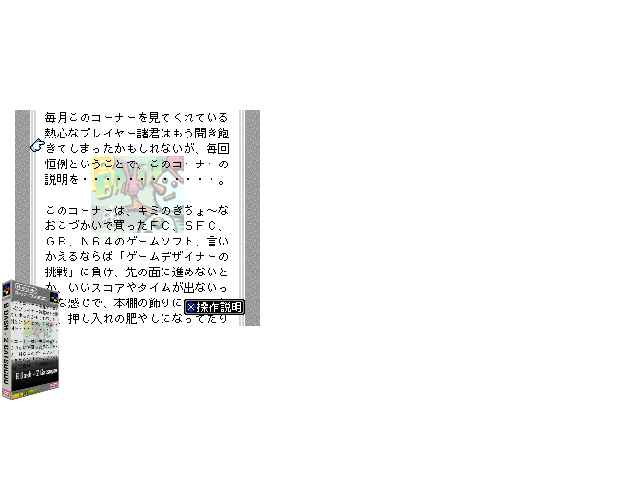 毎月このコーナーを見てくれている
熱心なプレイヤー諸君はもう聞き飽
きてしまったかもしれないが、毎回
恒例ということで、このコーナーの
説明を・・・・・・・・・・・・。
このコーナーは、キミのきちょ〜な
おこづかいで買ったFC、SFC、
GB、N64のゲームソフト、言い
かえるならば「ゲームデザイナーの
挑戦」に負け、先の面に進めないと
か、いいスコアやタイムが出ないっ
な感じで、本棚の飾りに
、押し入れの肥やしになってたり
操作説明
B DASH - 2 GATSUGOU
B Dash - 2 Gatsugou